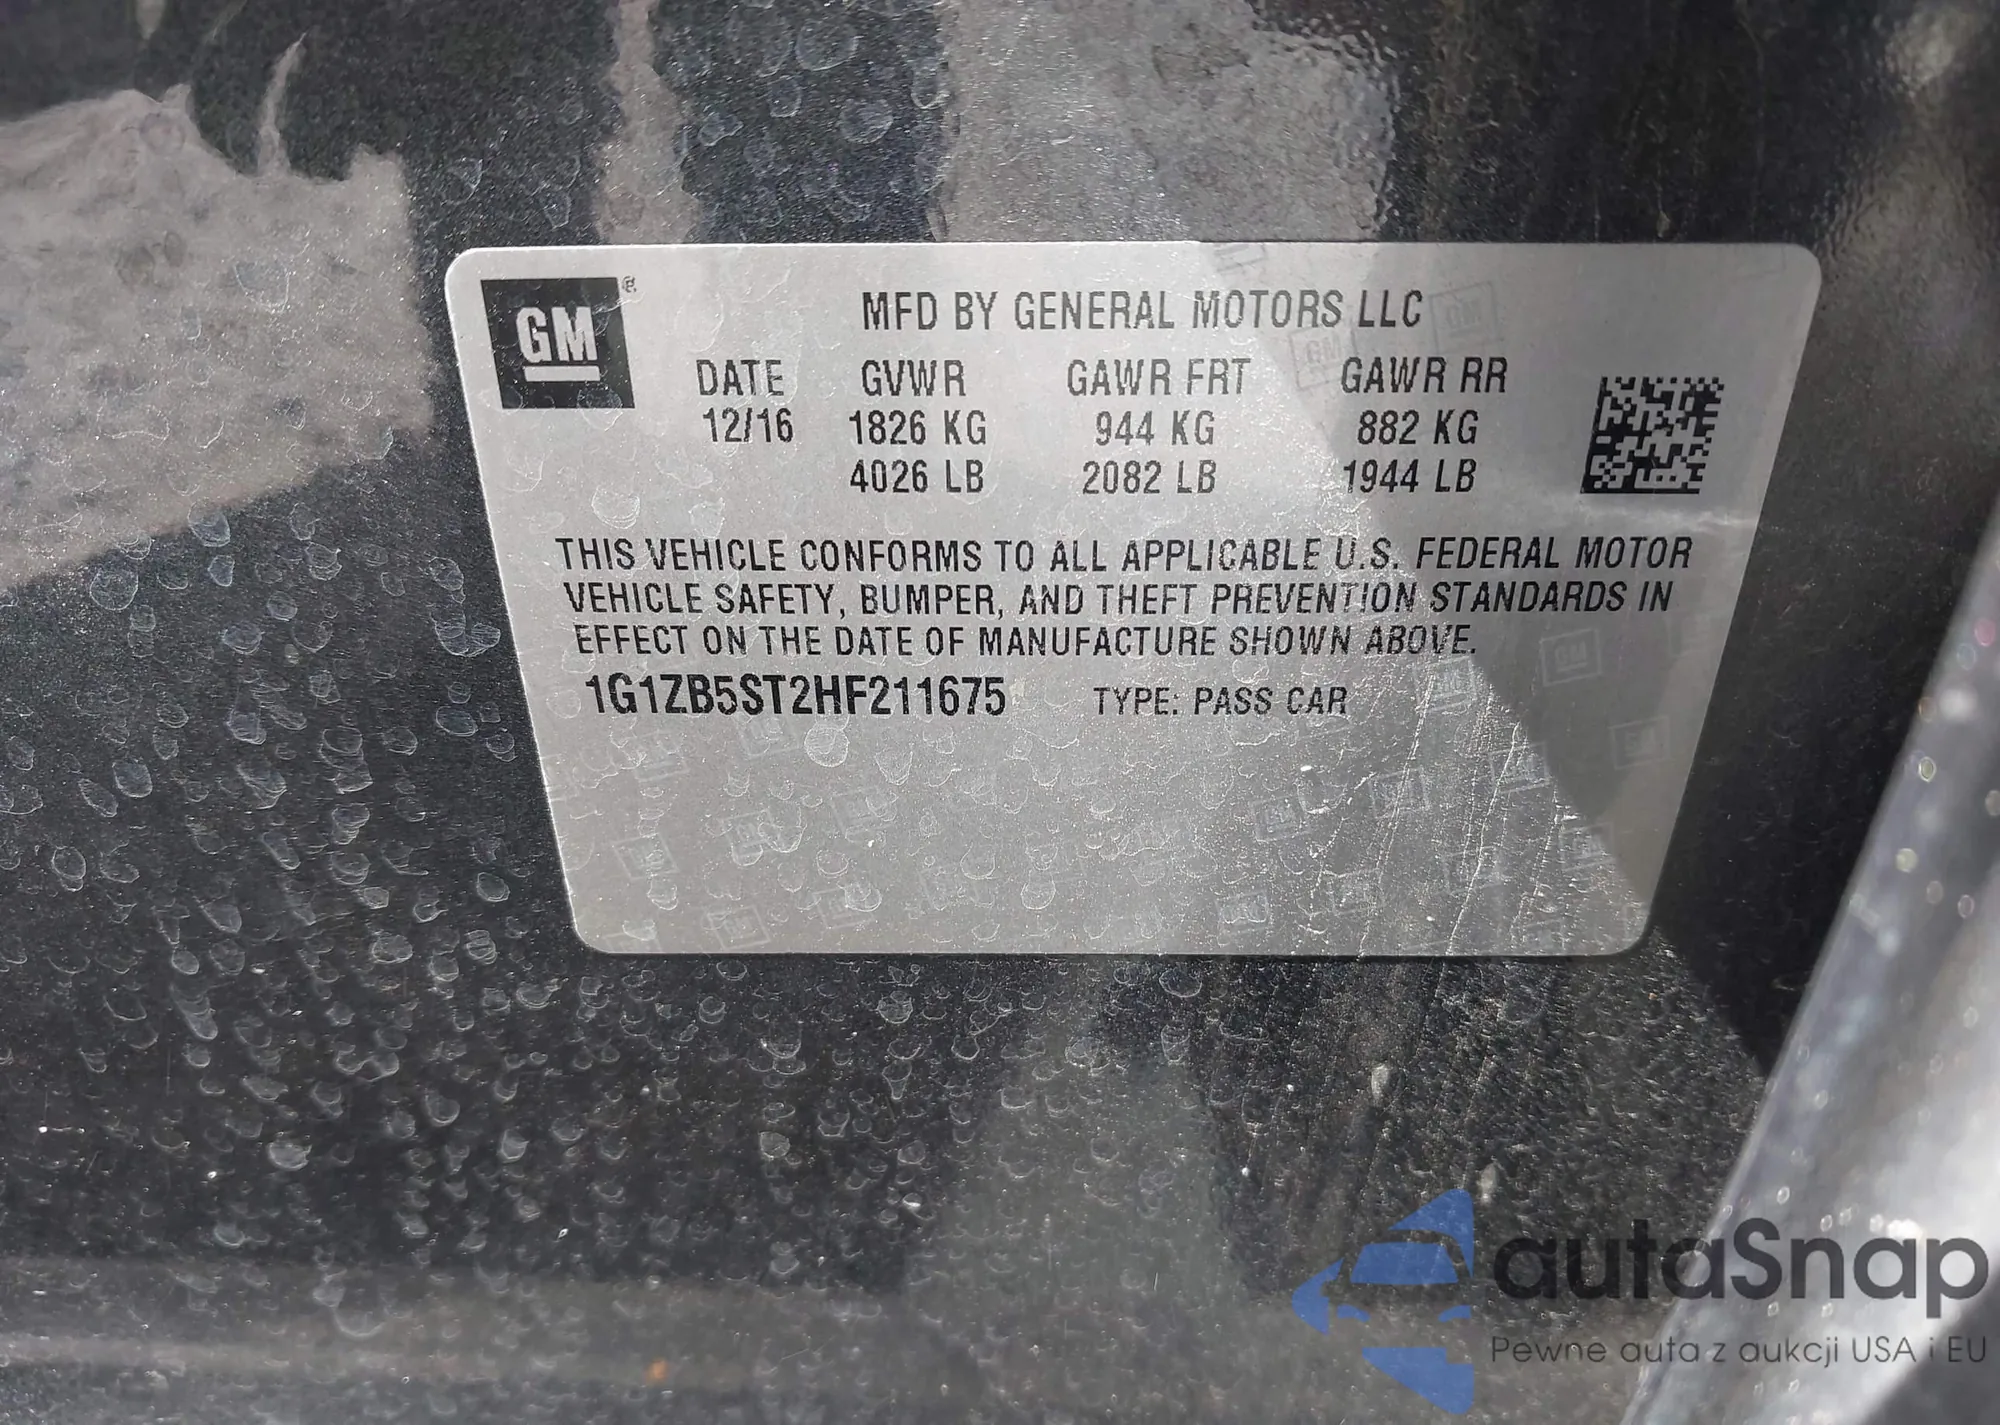 GM ®
MFD BY GENERAL MOTORS LLC
DATE GVWR GAWR FRT GAWR RR
12/16 1826 KG 944 KG 882 KG
4026 LB 2082 LB 1944 LB
THIS VEHICLE CONFORMS TO ALL APPLICABLE U.S. FEDERAL MOTOR
VEHICLE SAFETY, BUMPER, AND THEFT PREVENTION STANDARDS IN
EFFECT ON THE DATE OF MANUFACTURE SHOWN ABOVE.
1G1ZB5ST2HF211675 TYPE: PASS CAR
autaSnap
Pewne auta z aukcji USA i EU